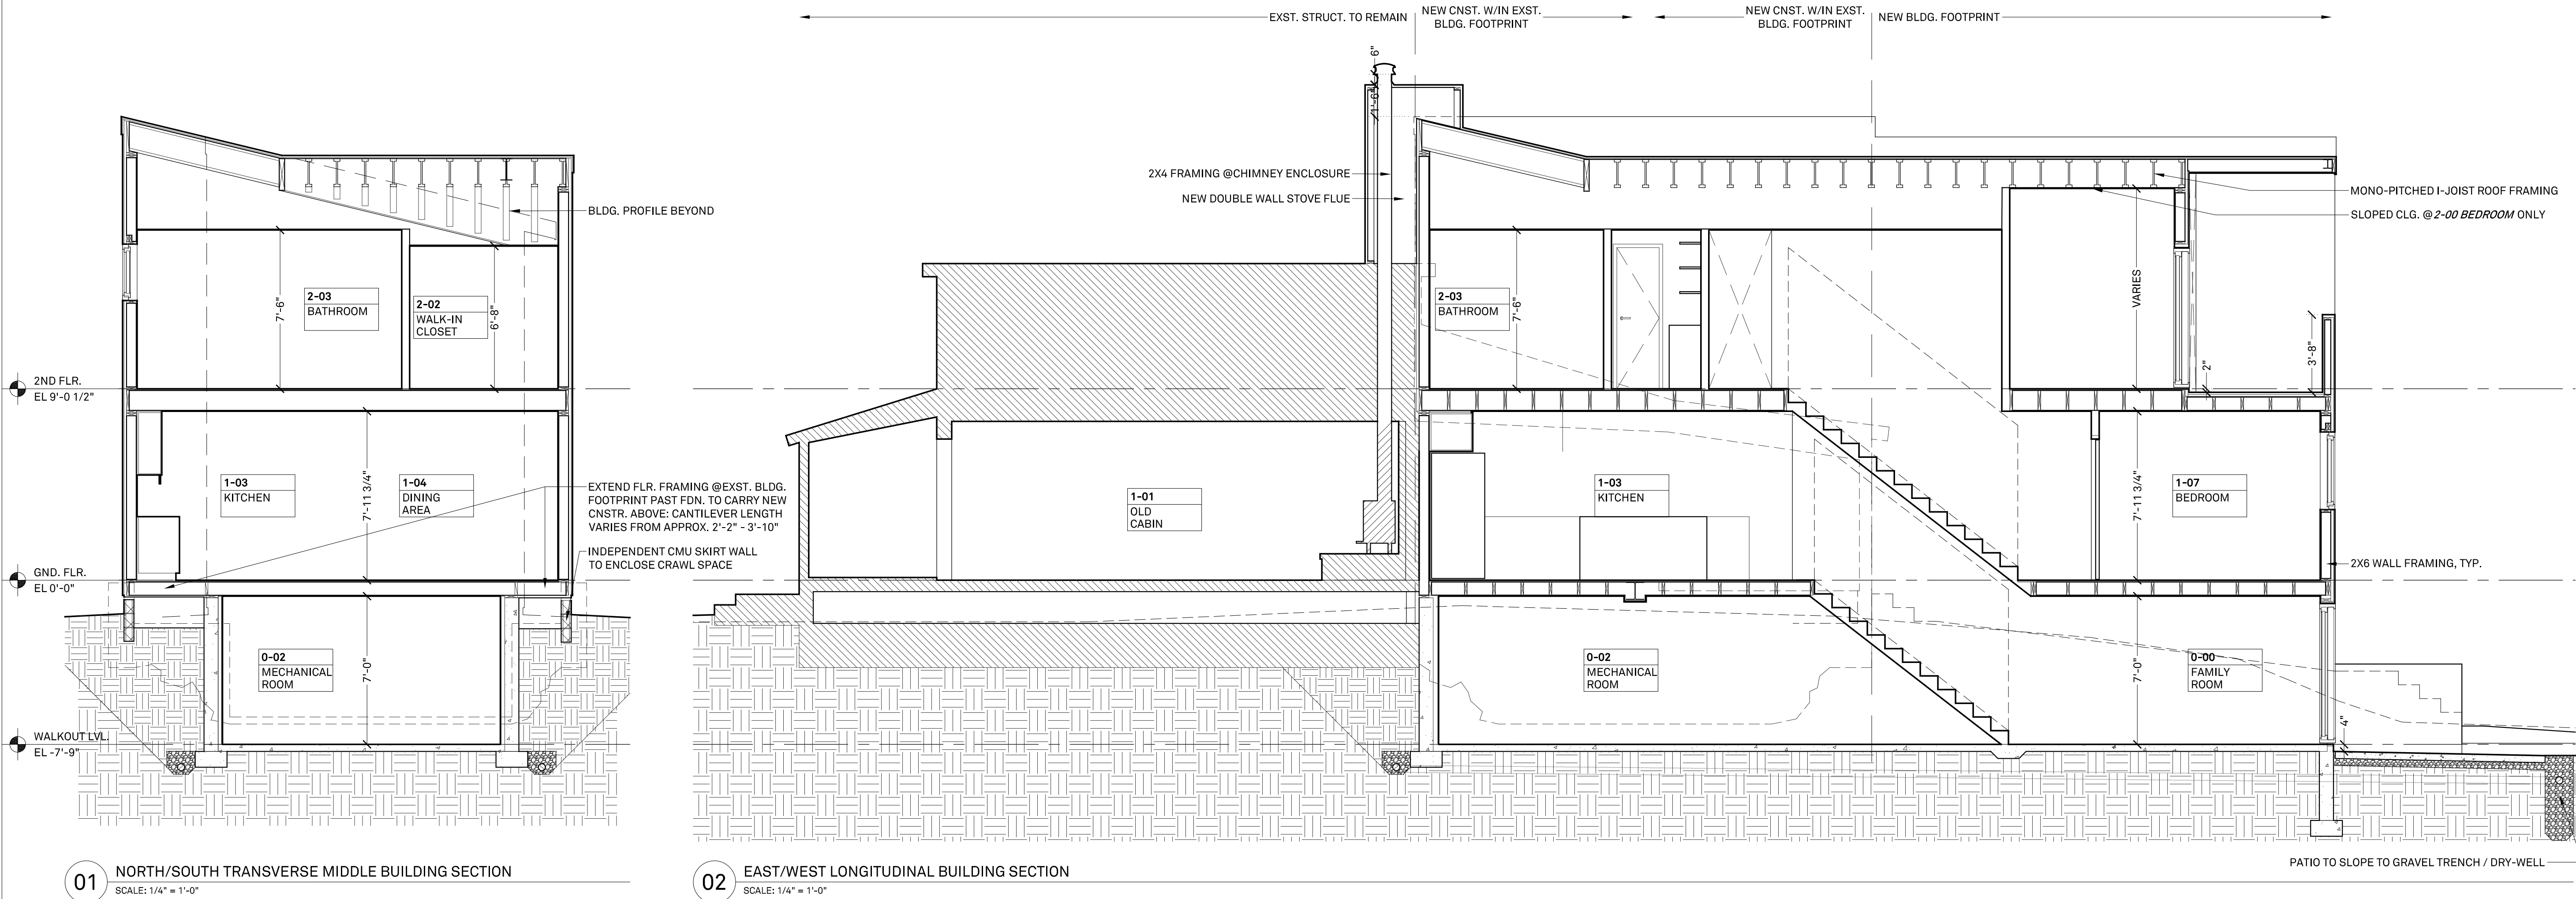 EXST. STRUCT. TO REMAIN
NEW CNST. W/IN EXST.
BLDG. FOOTPRINT
NEW CNST. W/IN EXST.
BLDG. FOOTPRINT
NEW BLDG. FOOTPRINT
BLDG. PROFILE BEYOND
2-03
BATHROOM
7'-6"
2-02
WALK-IN
CLOSET
6'-8"
2ND FLR.
EL 9'-0 1/2"
1-03
KITCHEN
7'-11 3/4"
1-04
DINING
AREA
EXTEND FLR. FRAMING @EXST. BLDG.
FOOTPRINT PAST FDN. TO CARRY NEW
CNSTR. ABOVE: CANTILEVER LENGTH
VARIES FROM APPROX. 2'-2" - 3'-10"
INDEPENDENT CMU SKIRT WALL
TO ENCLOSE CRAWL SPACE
GND. FLR.
EL 0'-0"
0-02
MECHANICAL
ROOM
7'-0"
WALKOUT LVL.
EL -7'-9"
01
NORTH/SOUTH TRANSVERSE MIDDLE BUILDING SECTION
SCALE: 1/4" = 1'-0"
6"
1'-6"
2X4 FRAMING @CHIMNEY ENCLOSURE
NEW DOUBLE WALL STOVE FLUE
MONO-PITCHED I-JOIST ROOF FRAMING
SLOPED CLG. @2-00 BEDROOM ONLY
2-03
BATHROOM
7'-6"
VARIES
2"
3'-8"
1-01
OLD
CABIN
1-03
KITCHEN
7'-11 3/4"
1-07
BEDROOM
2X6 WALL FRAMING, TYP.
0-02
MECHANICAL
ROOM
7'-0"
0-00
FAMILY
ROOM
4"
PATIO TO SLOPE TO GRAVEL TRENCH / DRY-WELL
02
EAST/WEST LONGITUDINAL BUILDING SECTION
SCALE: 1/4" = 1'-0"